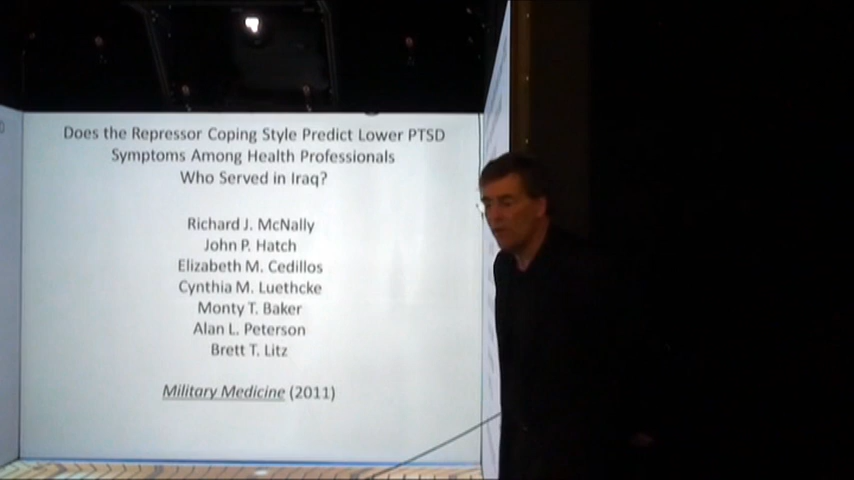 Does the Repressor Coping Style Predict Lower PTSD
Symptoms Among Health Professionals
Who Served in Iraq?
Richard J. McNally
John P. Hatch
Elizabeth M. Cedillos
Cynthia M. Luethcke
Monty T. Baker
Alan L. Peterson
Brett T. Litz
Military Medicine (2011)